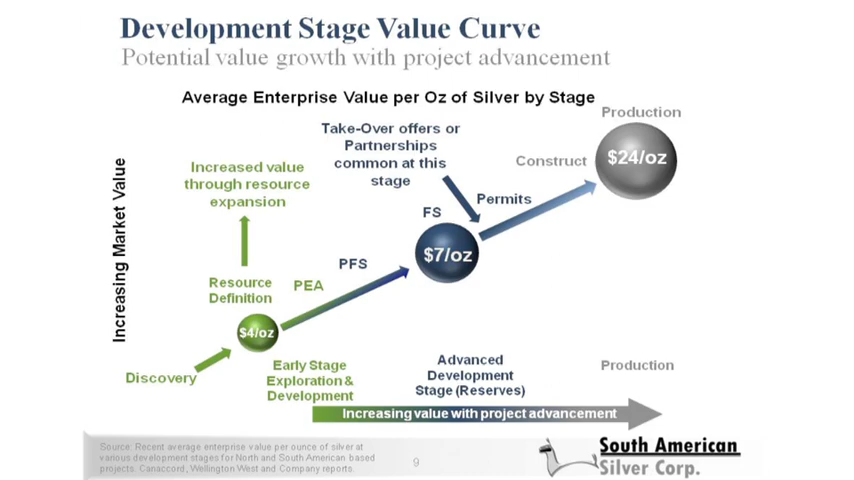 Development Stage Value Curve
Potential value growth with project advancement
Average Enterprise Value per Oz of Silver by Stage
Production
Take-Over offers or
Partnerships
common at this
stage
Construct
$24/oz
Increased value
through resource
expansion
Permits
FS
$7/oz
PFS
Resource
Definition
PEA
$4/oz
Increasing Market Value
Discovery
Early Stage
Exploration &
Development
Advanced
Development
Stage (Reserves)
Production
Increasing value with project advancement
Source: Recent average enterprise value per ounce of silver at
various development stages for North and South American based
projects. Canaccord, Wellington West and Company reports.
9
South American
Silver Corp.